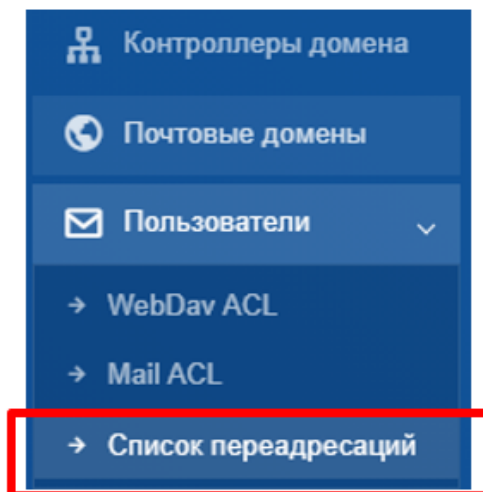 Контроллеры домена
Почтовые домены
Пользователи
WebDav ACL
Mail ACL
Список переадресаций